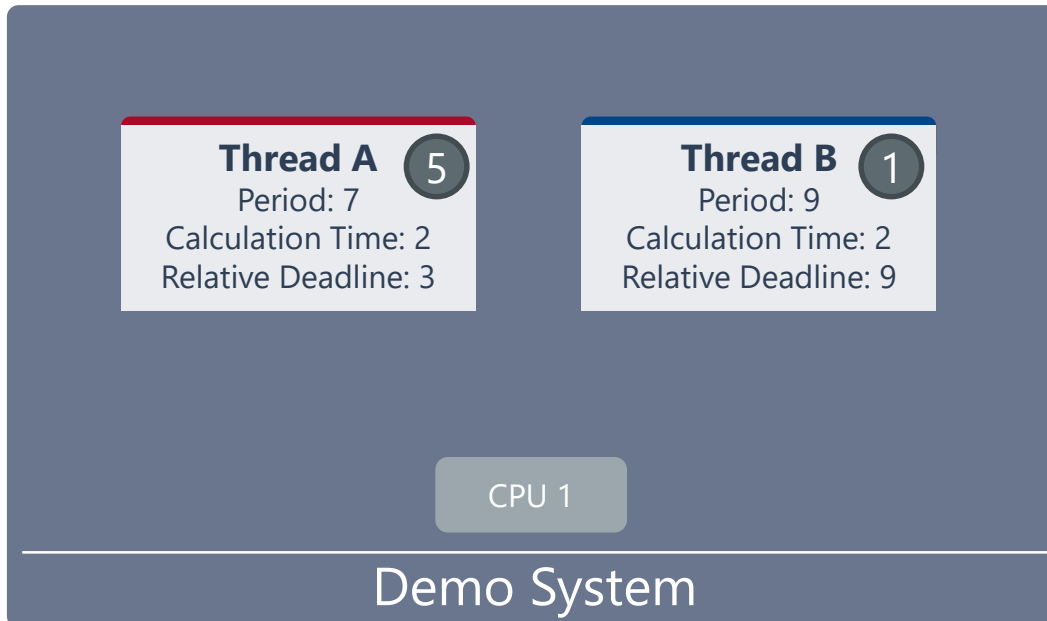 Thread A
5
Period: 7
Calculation Time: 2
Relative Deadline: 3
Thread B
1
Period: 9
Calculation Time: 2
Relative Deadline: 9
CPU 1
Demo System